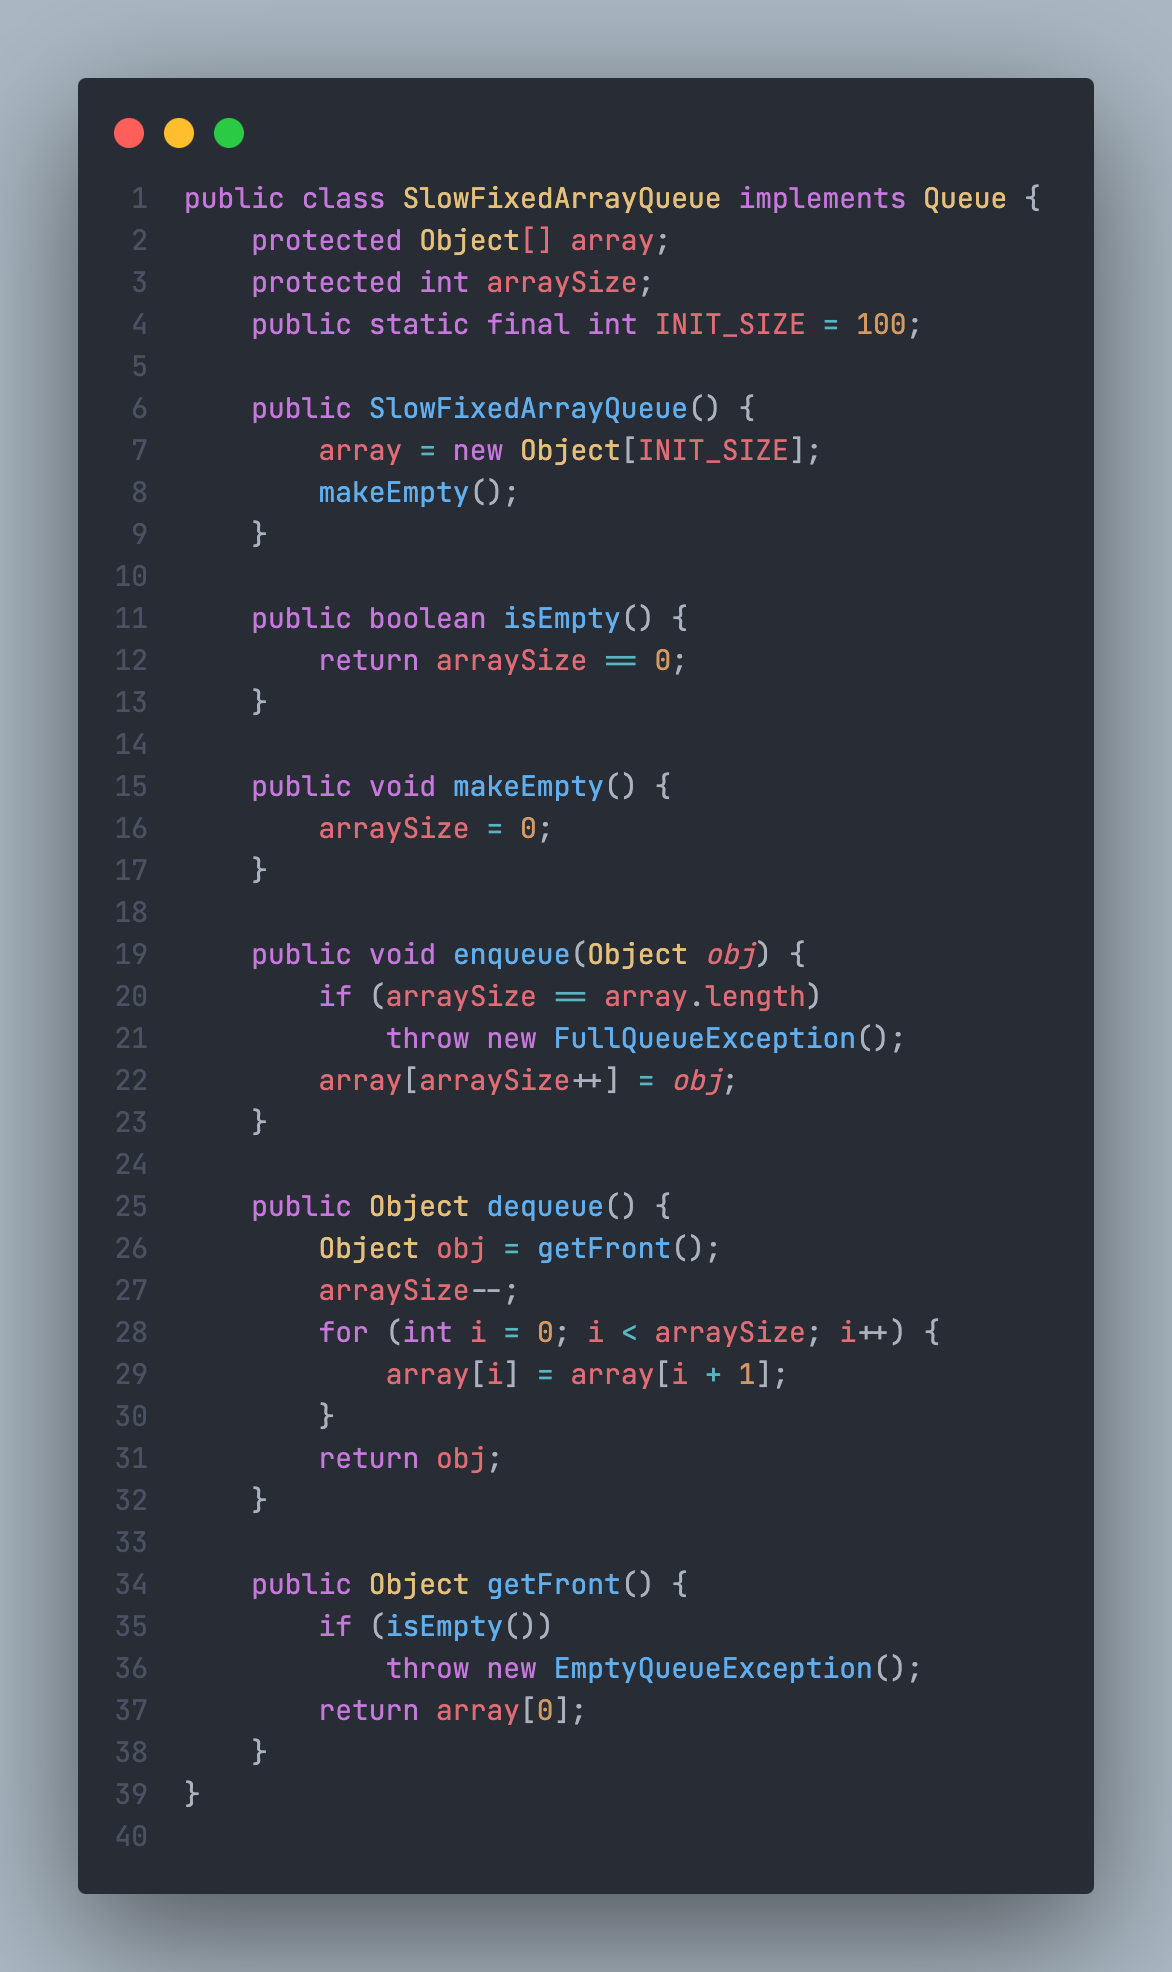 1 public class SlowFixedArrayQueue implements Queue {
2     protected Object[] array;
3     protected int arraySize;
4     public static final int INIT_SIZE = 100;
5
6     public SlowFixedArrayQueue() {
7         array = new Object[INIT_SIZE];
8         makeEmpty();
9     }
10
11     public boolean isEmpty() {
12         return arraySize == 0;
13     }
14
15     public void makeEmpty() {
16         arraySize = 0;
17     }
18
19     public void enqueue(Object obj) {
20         if (arraySize == array.length)
21             throw new FullQueueException();
22         array[arraySize++] = obj;
23     }
24
25     public Object dequeue() {
26         Object obj = getFront();
27         arraySize--;
28         for (int i = 0; i < arraySize; i++) {
29             array[i] = array[i + 1];
30         }
31         return obj;
32     }
33
34     public Object getFront() {
35         if (isEmpty())
36             throw new EmptyQueueException();
37         return array[0];
38     }
39 }
40